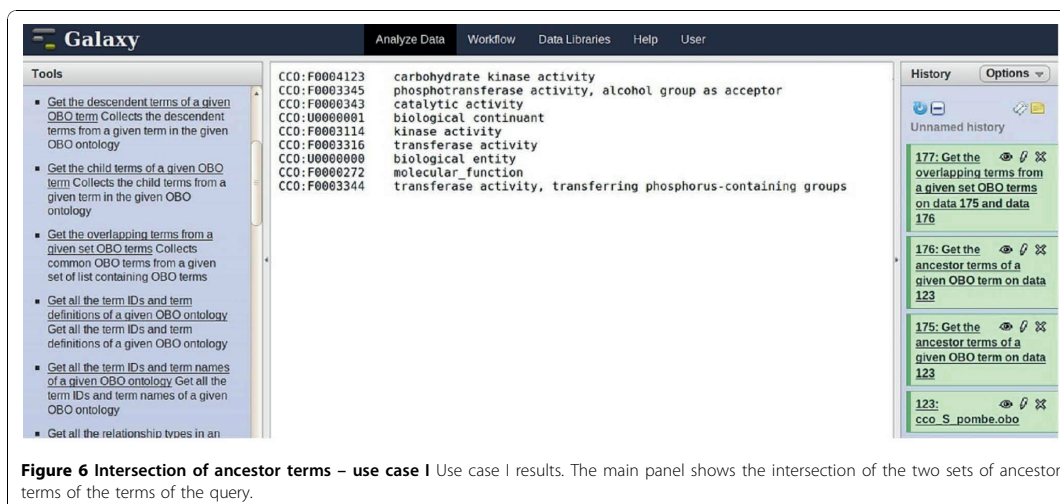 Galaxy
Analyze Data Workflow Data Libraries Help User
Tools
Get the descendent terms of a given
OBO term Collects the descendent
terms from a given term in the given
OBO ontology
Get the child terms of a given OBO
term Collects the child terms from a
given term in the given OBO
ontology
Get the overlapping terms from a
given set OBO terms Collects
common OBO terms from a given
set of list containing OBO terms
Get all the term IDs and term
definitions of a given OBO ontology
Get all the term IDs and term
definitions of a given OBO ontology
Get all the term IDs and term names
of a given OBO ontology Get all the
term IDs and term names of a given
OBO ontology
Get all the relationship types in an
CCO:F0004123 carbohydrate kinase activity
CCO:F0003345 phosphotransferase activity, alcohol group as acceptor
CCO:F0000343 catalytic activity
CCO:U0000001 biological continuant
CCO:F0003114 kinase activity
CCO:F0003316 transferase activity
CCO:U0000000 biological entity
CCO:F0000272 molecular_function
CCO:F0003344 transferase activity, transferring phosphorus-containing groups
History Options
Unnamed history
177: Get the
overlapping terms from
a given set OBO terms
on data 175 and data
176
176: Get the
ancestor terms of a
given OBO term on data
123
175: Get the
ancestor terms of a
given OBO term on data
123
123:
cco_S_pombe.obo
Figure 6 Intersection of ancestor terms – use case I Use case I results. The main panel shows the intersection of the two sets of ancestor
terms of the terms of the query.